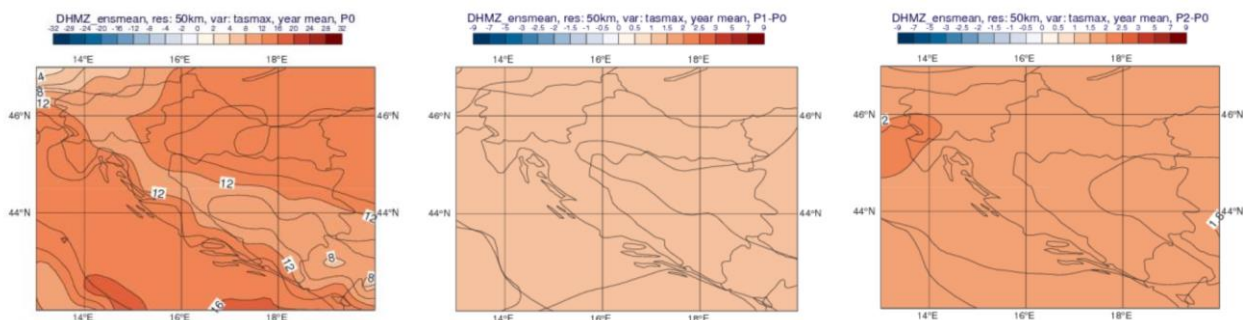 DHMZ_ensmean, res: 50km, var: tasmax, year mean, P0
-32 -28 -24 -20 -16 -12 -8 -4 0 4 8 12 16 20 24 28 32
14°E 16°E 18°E
4
8
12
46°N 46°N
12
12
44°N 44°N
12
12
8
8
16
14°E 16°E 18°E
DHMZ_ensmean, res: 50km, var: tasmax, year mean, P1-P0
-9 -7 -5 -3 -2.5 -2 -1.5 -1 -0.5 0 0.5 1 1.5 2 2.5 3 5 7 9
14°E 16°E 18°E
46°N 46°N
44°N 44°N
14°E 16°E 18°E
DHMZ_ensmean, res: 50km, var: tasmax, year mean, P2-P0
-9 -7 -5 -3 -2.5 -2 -1.5 -1 -0.5 0 0.5 1 1.5 2 2.5 3 5 7 9
14°E 16°E 18°E
2
46°N 46°N
44°N 44°N
1.5
14°E 16°E 18°E